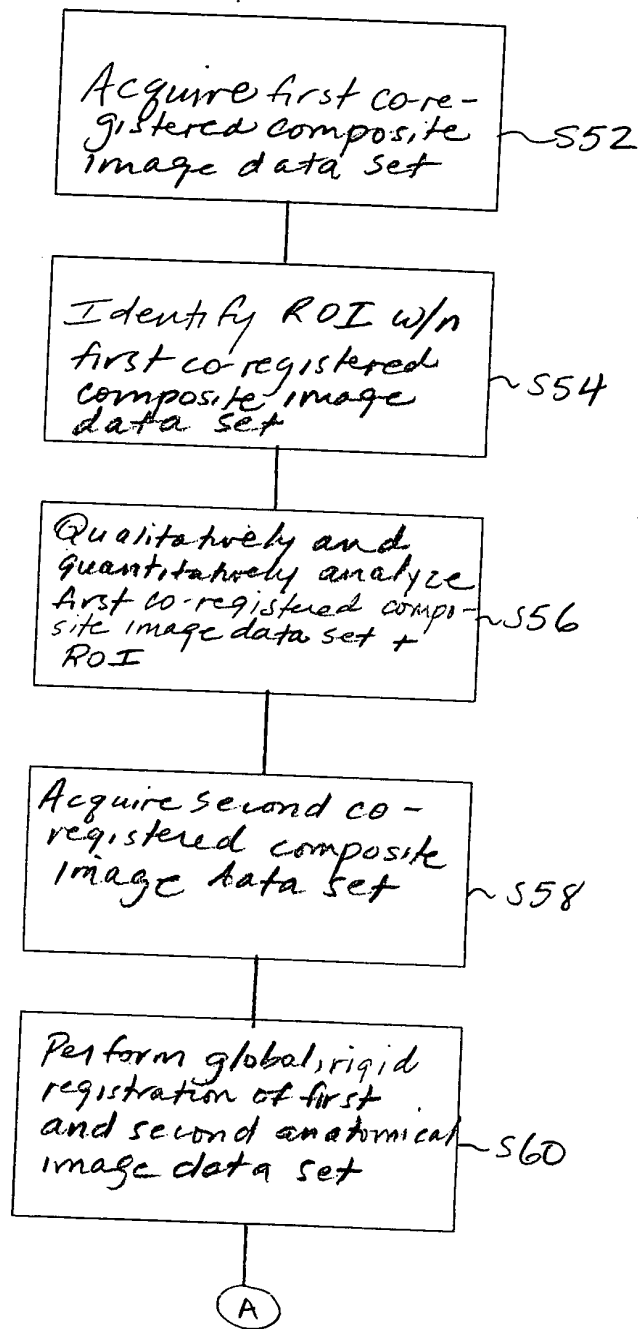 Acquire first co-re-
gistered composite
image data set
S52
Identify ROI w/n
first co-registered
composite image
data set
S54
Qualitatively and
quantitatively analyze
first co-registered compo-
site image data set +
ROI
S56
Acquire second co-
registered composite
image data set
S58
Perform global, rigid
registration of first
and second anatomical
image data set
S60
A